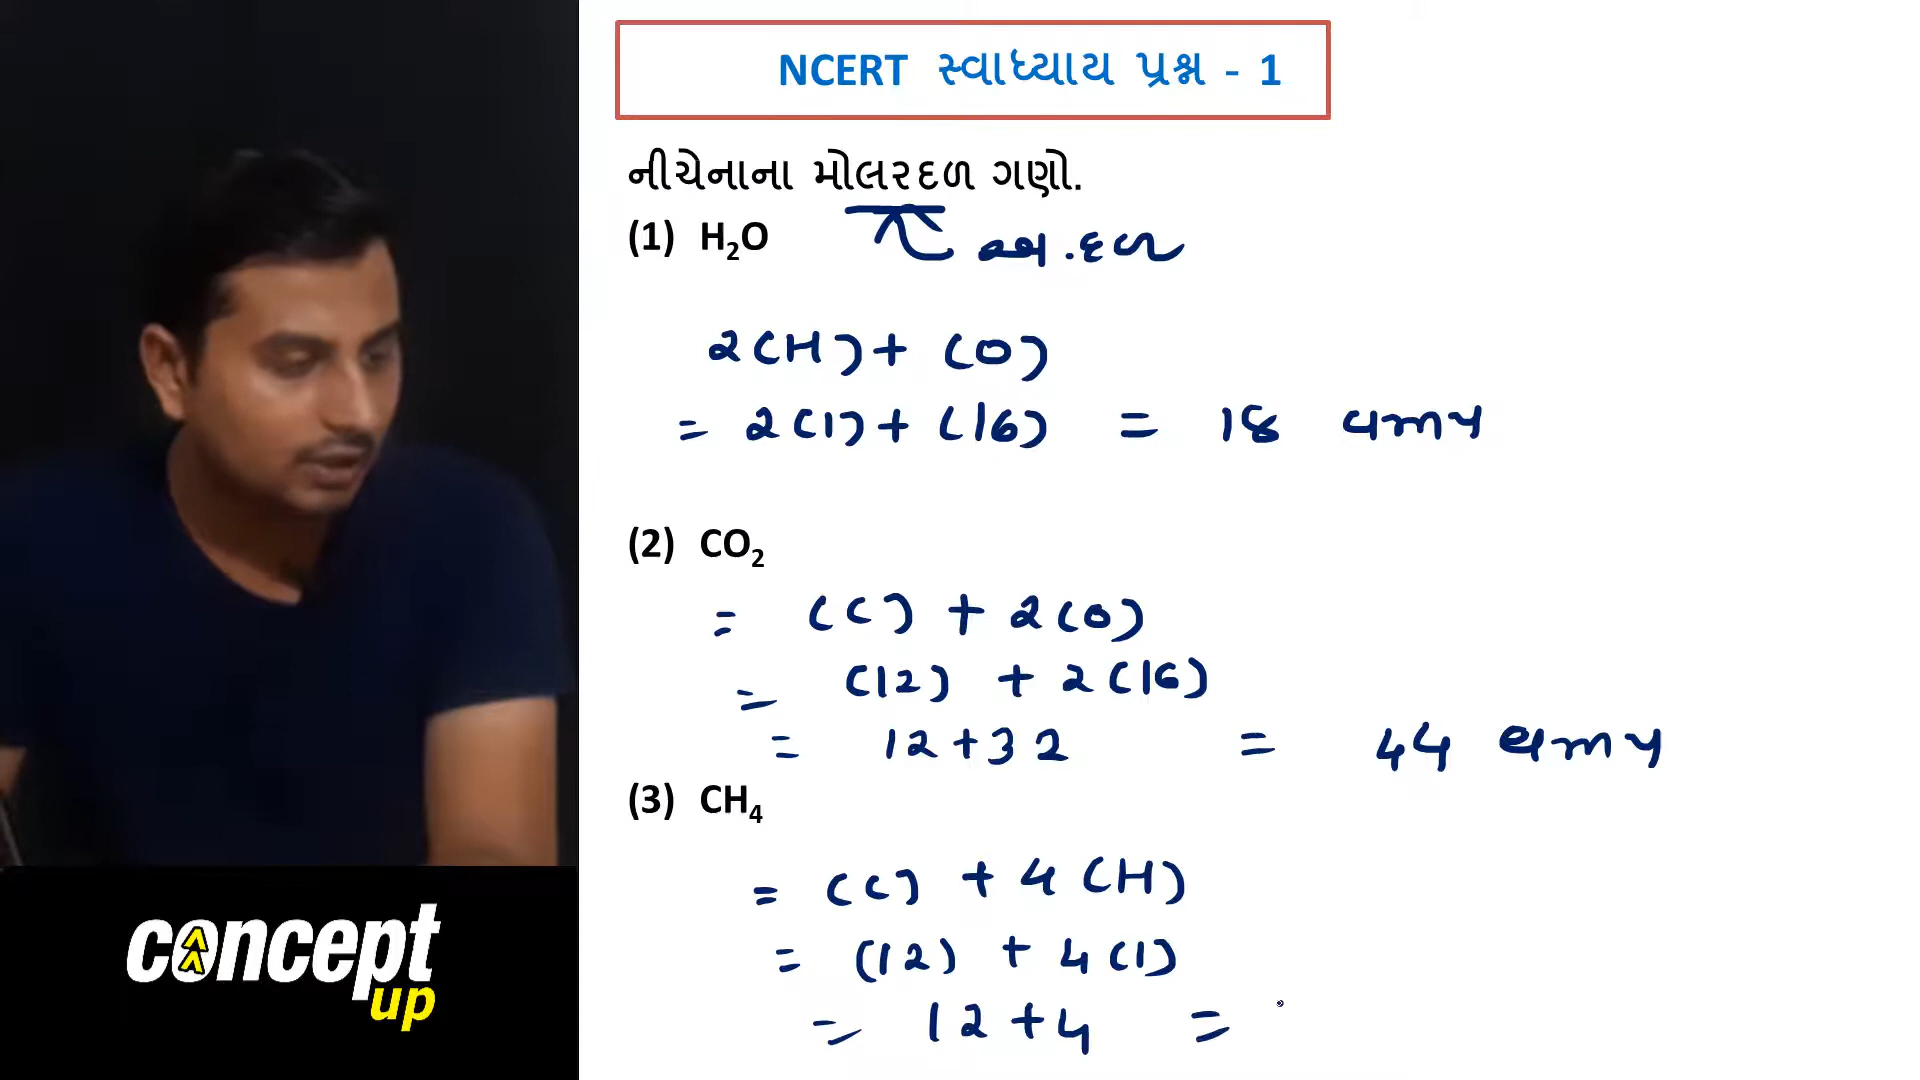 NCERT સ્વાધ્યાય પ્રશ્ન - 1
નીચેનાના મોલરદળ ગણો.
(1) H₂O
2(H) + (O)
= 2(1) + (16) = 18
(2) CO₂
= (C) + 2(O)
= (12) + 2(16)
= 12 + 32 = 44
(3) CH₄
= (C) + 4(H)
= (12) + 4(1)
= 12 + 4 =
concept
up